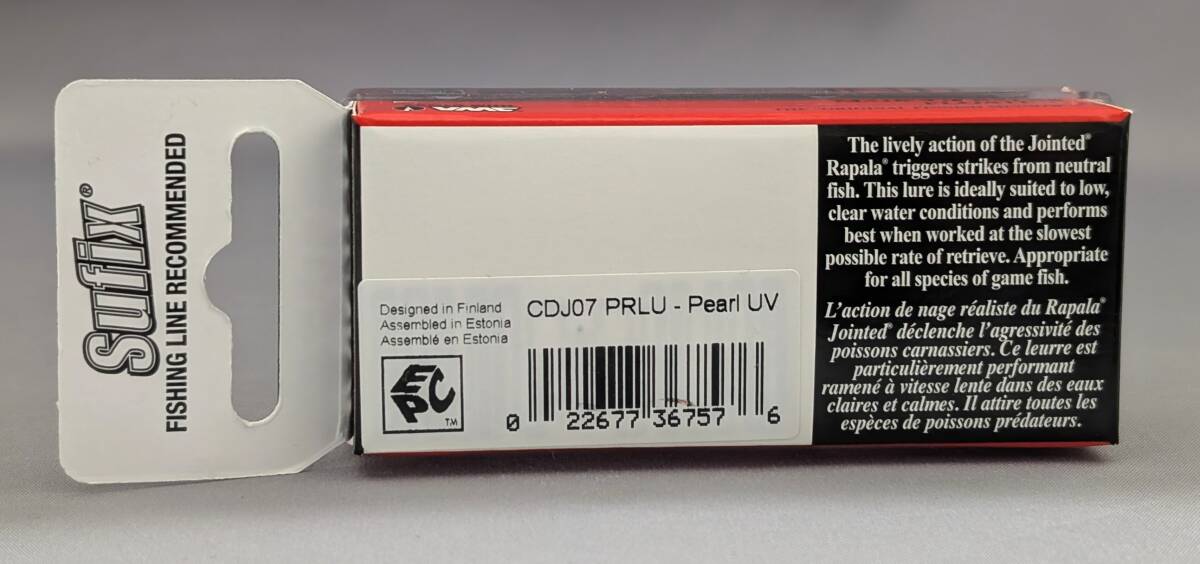 Sufix®
FISHING LINE RECOMMENDED
VMC
The lively action of the Jointed®
Rapala® triggers strikes from neutral
fish. This lure is ideally suited to low,
clear water conditions and performs
best when worked at the slowest
possible rate of retrieve. Appropriate
for all species of game fish.
L'action de nage réaliste du Rapala®
Jointed® déclenche l'agressivité des
poissons carnassiers. Ce leurre est
particulièrement performant
ramené à vitesse lente dans des eaux
claires et calmes. Il attire toutes les
espèces de poissons prédateurs.
Designed in Finland
Assembled in Estonia
Assemblé en Estonia
CDJ07 PRLU - Pearl UV
EPC
TM
0 22677 36757 6